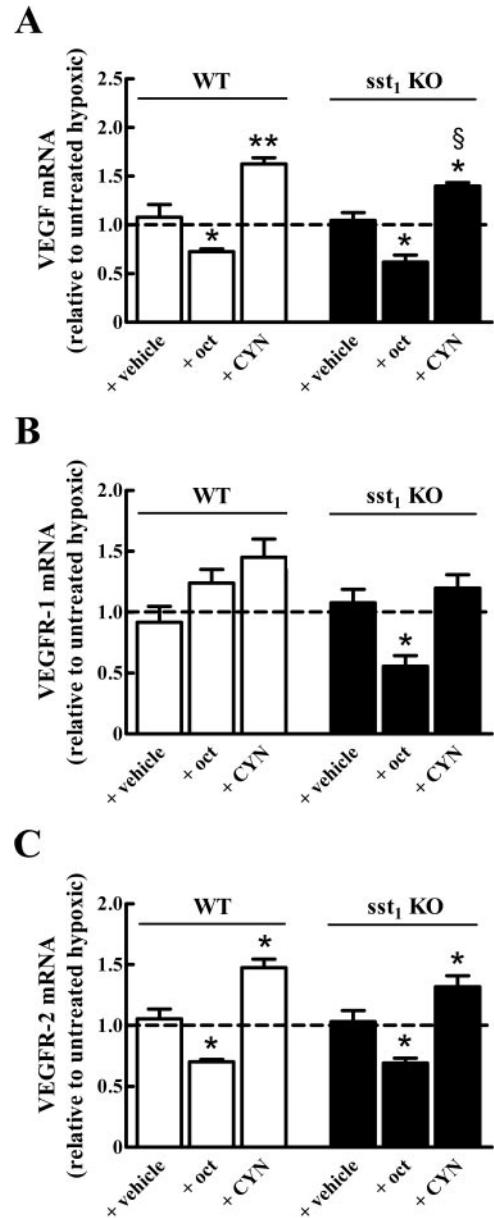 A
WT
sst₁ KO
VEGF mRNA
(relative to untreated hypoxic)
2.5
2.0
1.5
1.0
0.5
0
**
*
*
§
*
+ vehicle
+ oct
+ CYN
+ vehicle
+ oct
+ CYN
B
WT
sst₁ KO
VEGFR-1 mRNA
(relative to untreated hypoxic)
2.0
1.5
1.0
0.5
0
*
+ vehicle
+ oct
+ CYN
+ vehicle
+ oct
+ CYN
C
WT
sst₁ KO
VEGFR-2 mRNA
(relative to untreated hypoxic)
2.0
1.5
1.0
0.5
0
*
*
*
*
+ vehicle
+ oct
+ CYN
+ vehicle
+ oct
+ CYN